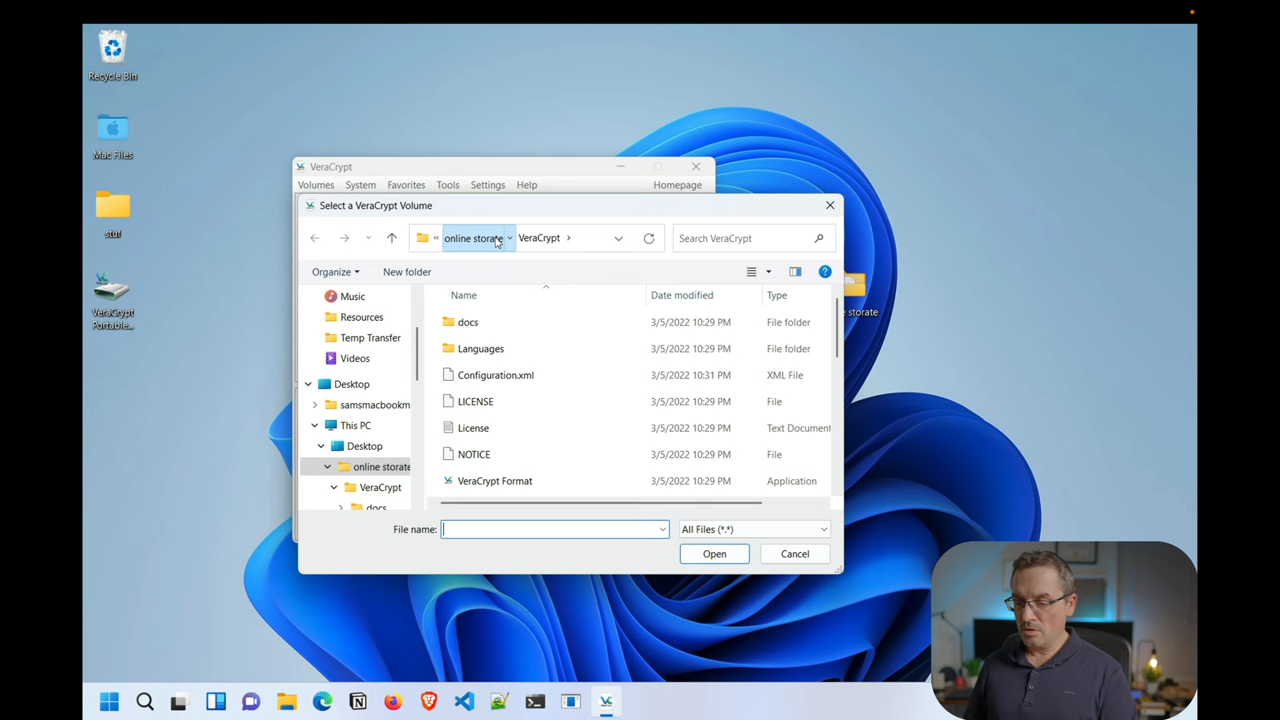 Recycle Bin
Mac Files
stuf
VeraCrypt
Portable...
VeraCrypt
Volumes System Favorites Tools Settings Help Homepage
Select a VeraCrypt Volume
« online storate VeraCrypt › Search VeraCrypt
Organize New folder
Name Date modified Type
docs 3/5/2022 10:29 PM File folder
Languages 3/5/2022 10:29 PM File folder
Configuration.xml 3/5/2022 10:31 PM XML File
LICENSE 3/5/2022 10:29 PM File
License 3/5/2022 10:29 PM Text Document
NOTICE 3/5/2022 10:29 PM File
VeraCrypt Format 3/5/2022 10:29 PM Application
Music
Resources
Temp Transfer
Videos
Desktop
samsmacbookm
This PC
Desktop
online storate
VeraCrypt
docs
File name: All Files (*.*)
Open Cancel
storate